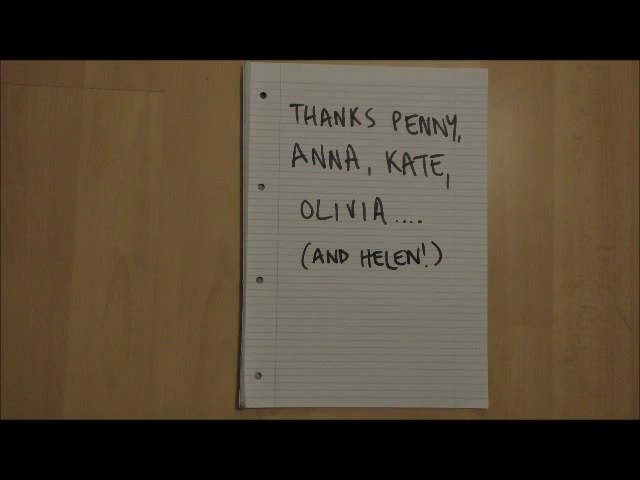 THANKS PENNY,
ANNA, KATE,
OLIVIA....
(AND HELEN!)